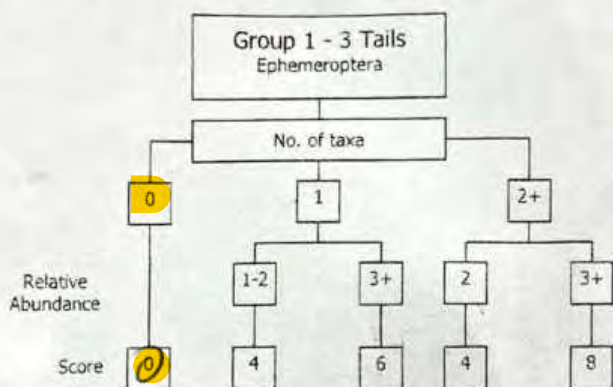 Group 1 - 3 Tails
Ephemeroptera
No. of taxa
0 1 2+
Relative Abundance 1-2 3+ 2 3+
Score 0 4 6 4 8